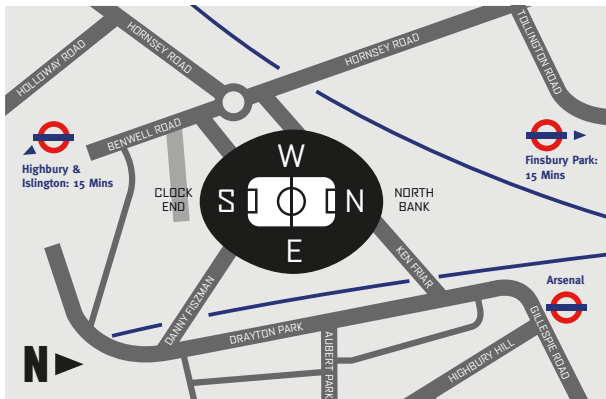 HOLLOWAY ROAD
HORNSEY ROAD
HORNSEY ROAD
TOLLINGTON ROAD
BENWELL ROAD
Highbury &
Islington: 15 Mins
Finsbury Park:
15 Mins
CLOCK
END
W
S
N
E
NORTH
BANK
KEN FRIAR
DANNY FISZMAN
Arsenal
DRAYTON PARK
AUBERT PARK
HIGHBURY HILL
GILLESPIE ROAD
N